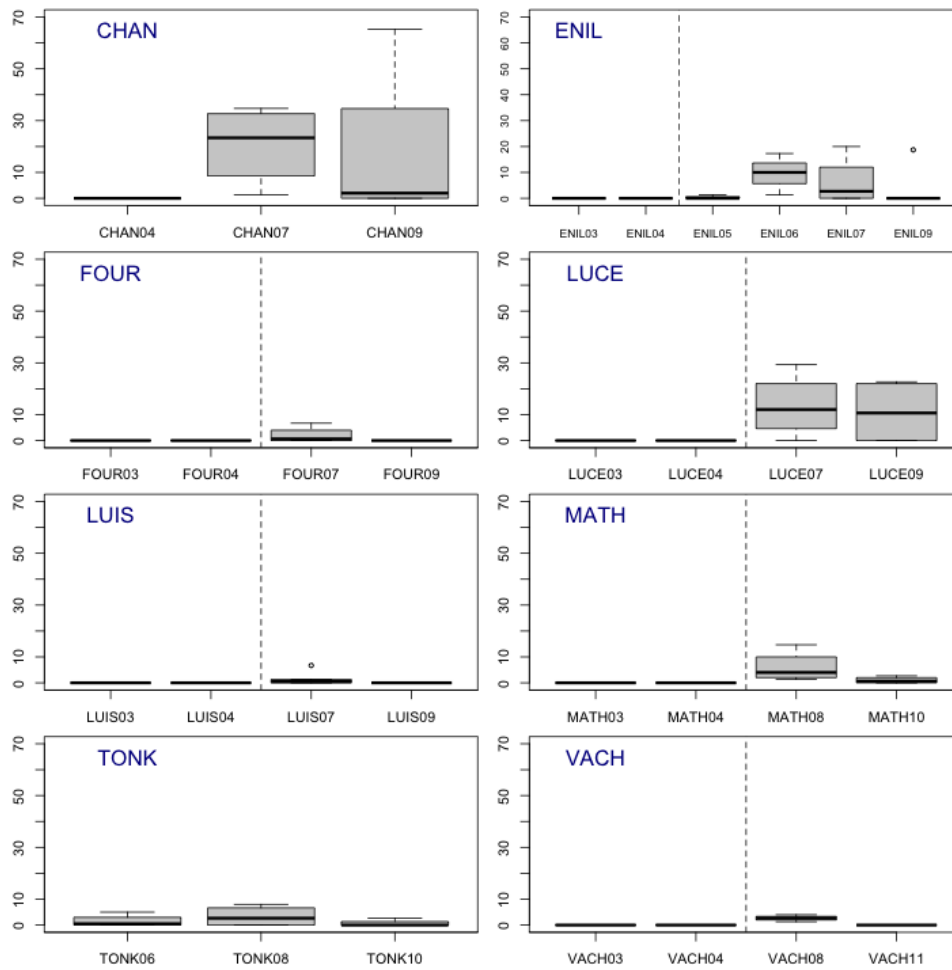 CHAN
70
50
30
10
0
CHAN04 CHAN07 CHAN09
ENIL
70
60
50
40
30
20
10
0
ENIL03 ENIL04 ENIL05 ENIL06 ENIL07 ENIL09
FOUR
70
50
30
10
0
FOUR03 FOUR04 FOUR07 FOUR09
LUCE
70
50
30
10
0
LUCE03 LUCE04 LUCE07 LUCE09
LUIS
70
50
30
10
0
LUIS03 LUIS04 LUIS07 LUIS09
MATH
70
50
30
10
0
MATH03 MATH04 MATH08 MATH10
TONK
70
50
30
10
0
TONK06 TONK08 TONK10
VACH
70
50
30
10
0
VACH03 VACH04 VACH08 VACH11